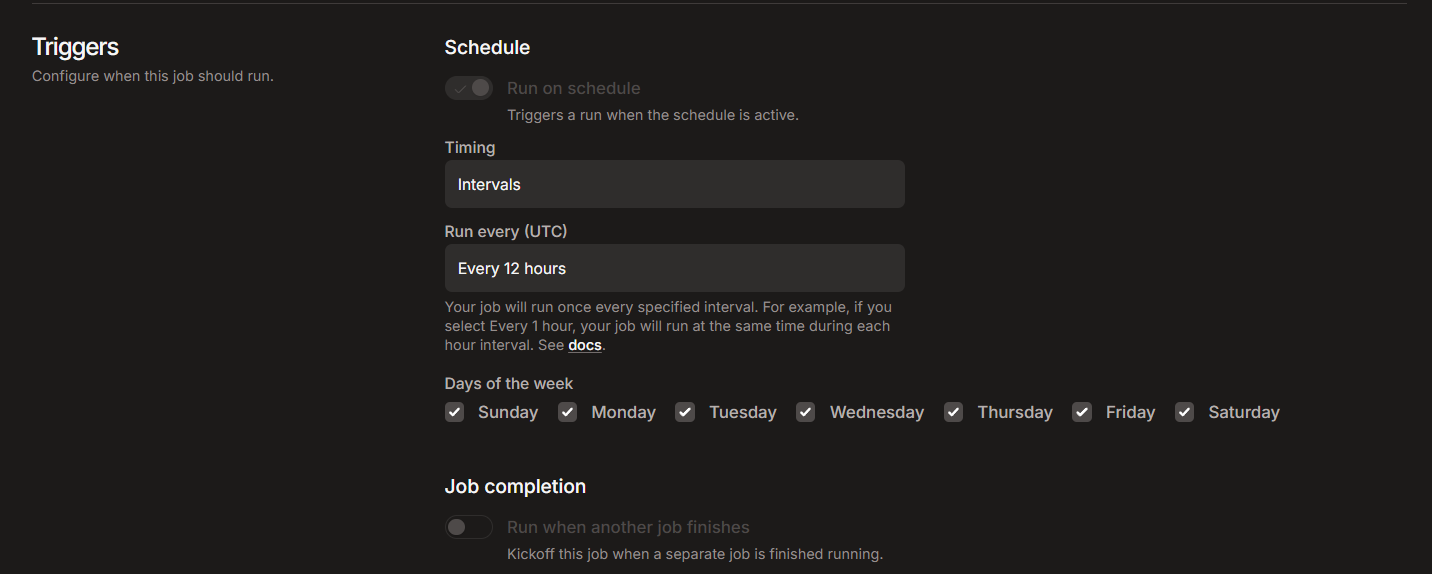 Triggers
Configure when this job should run.
Schedule
Run on schedule
Triggers a run when the schedule is active.
Timing
Intervals
Run every (UTC)
Every 12 hours
Your job will run once every specified interval. For example, if you
select Every 1 hour, your job will run at the same time during each
hour interval. See docs.
Days of the week
Sunday Monday Tuesday Wednesday Thursday Friday Saturday
Job completion
Run when another job finishes
Kickoff this job when a separate job is finished running.